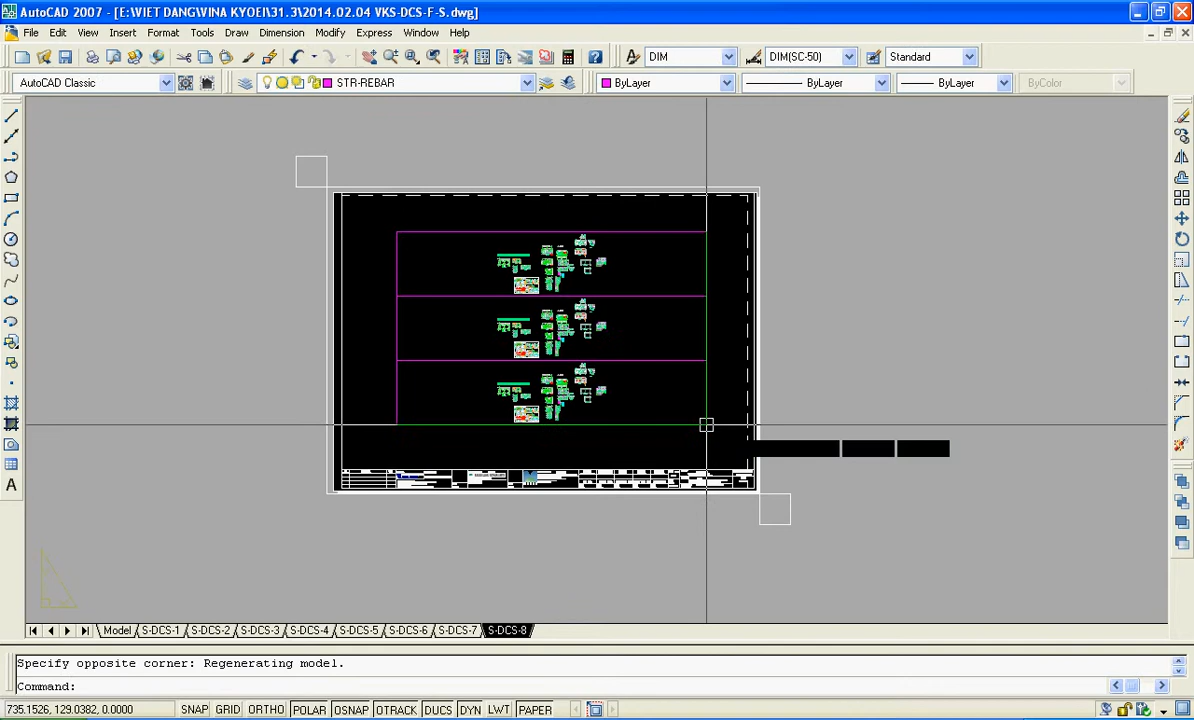 AutoCAD 2007 - [E:\VIET DANG\WINA KYOEI\31.3\2014.02.04 VKS-DCS-F-S.dwg]
File Edit View Insert Format Tools Draw Dimension Modify Express Window Help
DIM DIM(SC-50) Standard
AutoCAD Classic STR-REBAR ByLayer ByLayer ByLayer ByColor
Model S-DCS-1 S-DCS-2 S-DCS-3 S-DCS-4 S-DCS-5 S-DCS-6 S-DCS-7 S-DCS-8
Specify opposite corner: Regenerating model.
Command:
735.1526, 129.0382, 0.0000 SNAP GRID ORTHO POLAR OSNAP OTRACK DUCS DYN LWT PAPER